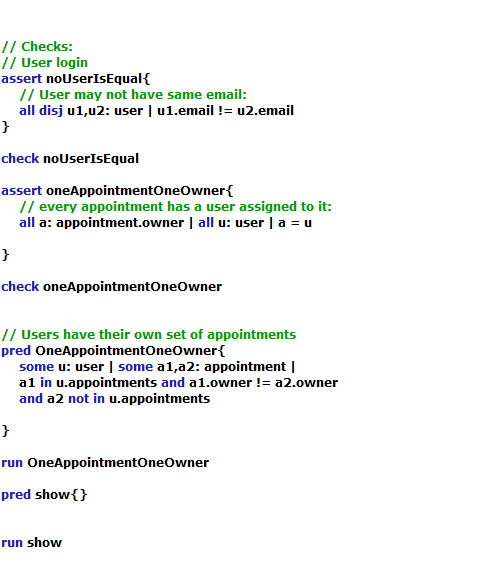 // Checks:
// User login
assert noUserIsEqual{
// User may not have same email:
all disj u1,u2: user | u1.email != u2.email
}
check noUserIsEqual
assert oneAppointmentOneOwner{
// every appointment has a user assigned to it:
all a: appointment.owner | all u: user | a = u
}
check oneAppointmentOneOwner
// Users have their own set of appointments
pred OneAppointmentOneOwner{
some u: user | some a1,a2: appointment |
a1 in u.appointments and a1.owner != a2.owner
and a2 not in u.appointments
}
run OneAppointmentOneOwner
pred show{}
run show